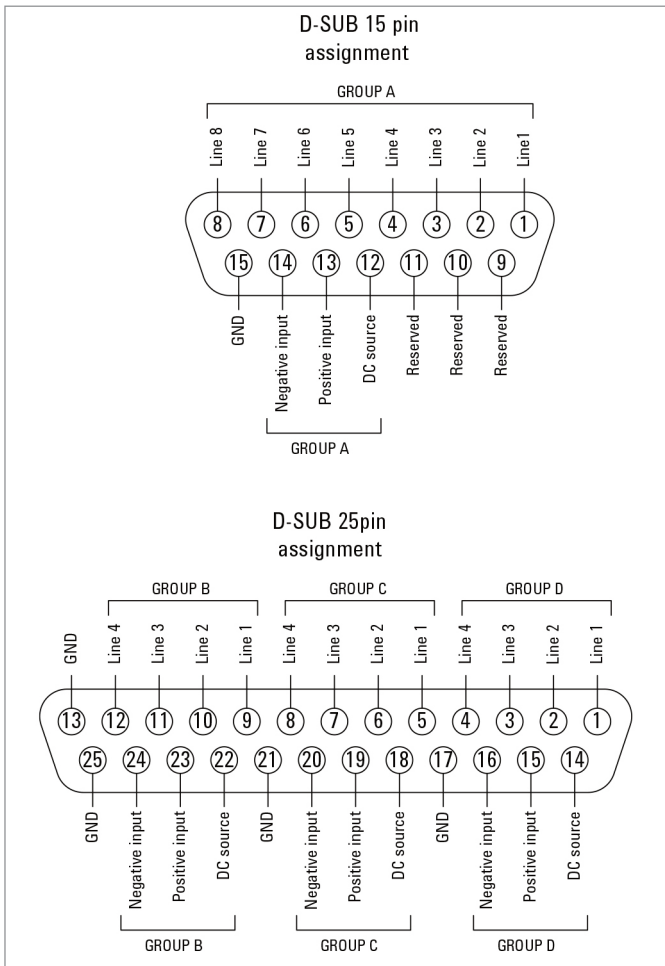 D-SUB 15 pin
assignment
GROUP A
Line 8
Line 7
Line 6
Line 5
Line 4
Line 3
Line 2
Line1
8 7 6 5 4 3 2 1
15 14 13 12 11 10 9
GND
Negative input
Positive input
DC source
Reserved
Reserved
Reserved
GROUP A
D-SUB 25pin
assignment
GROUP B GROUP C GROUP D
GND
Line 4
Line 3
Line 2
Line 1
Line 4
Line 3
Line 2
Line 1
Line 4
Line 3
Line 2
Line 1
13 12 11 10 9 8 7 6 5 4 3 2 1
25 24 23 22 21 20 19 18 17 16 15 14
GND
Negative input
Positive input
DC source
GND
Negative input
Positive input
DC source
GND
Negative input
Positive input
DC source
GROUP B GROUP C GROUP D